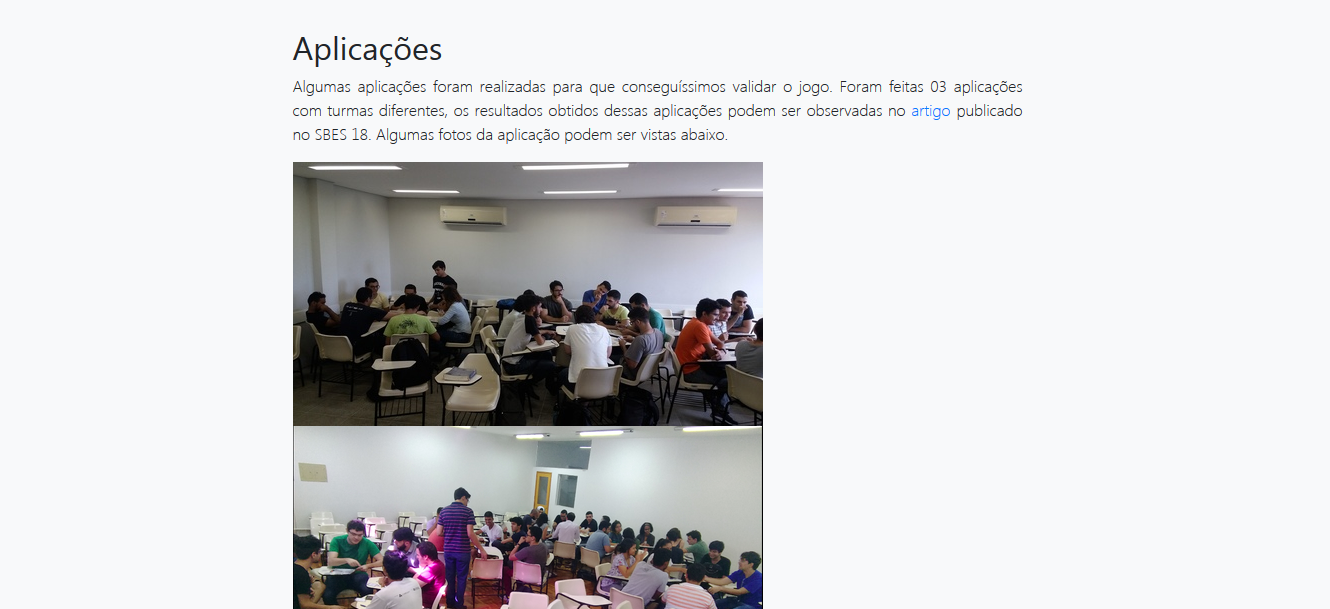 Aplicações
Algumas aplicações foram realizadas para que conseguíssimos validar o jogo. Foram feitas 03 aplicações
com turmas diferentes, os resultados obtidos dessas aplicações podem ser observadas no artigo publicado
no SBES 18. Algumas fotos da aplicação podem ser vistas abaixo.